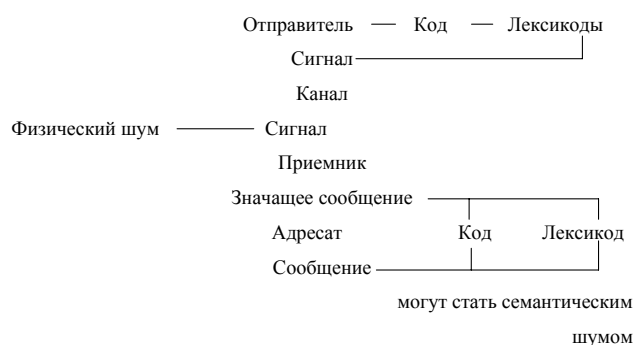 Отправитель — Код — Лексикоды
Сигнал
Канал
Физический шум — Сигнал
Приемник
Значащее сообщение
Адресат Код Лексикод
Сообщение
могут стать семантическим
шумом